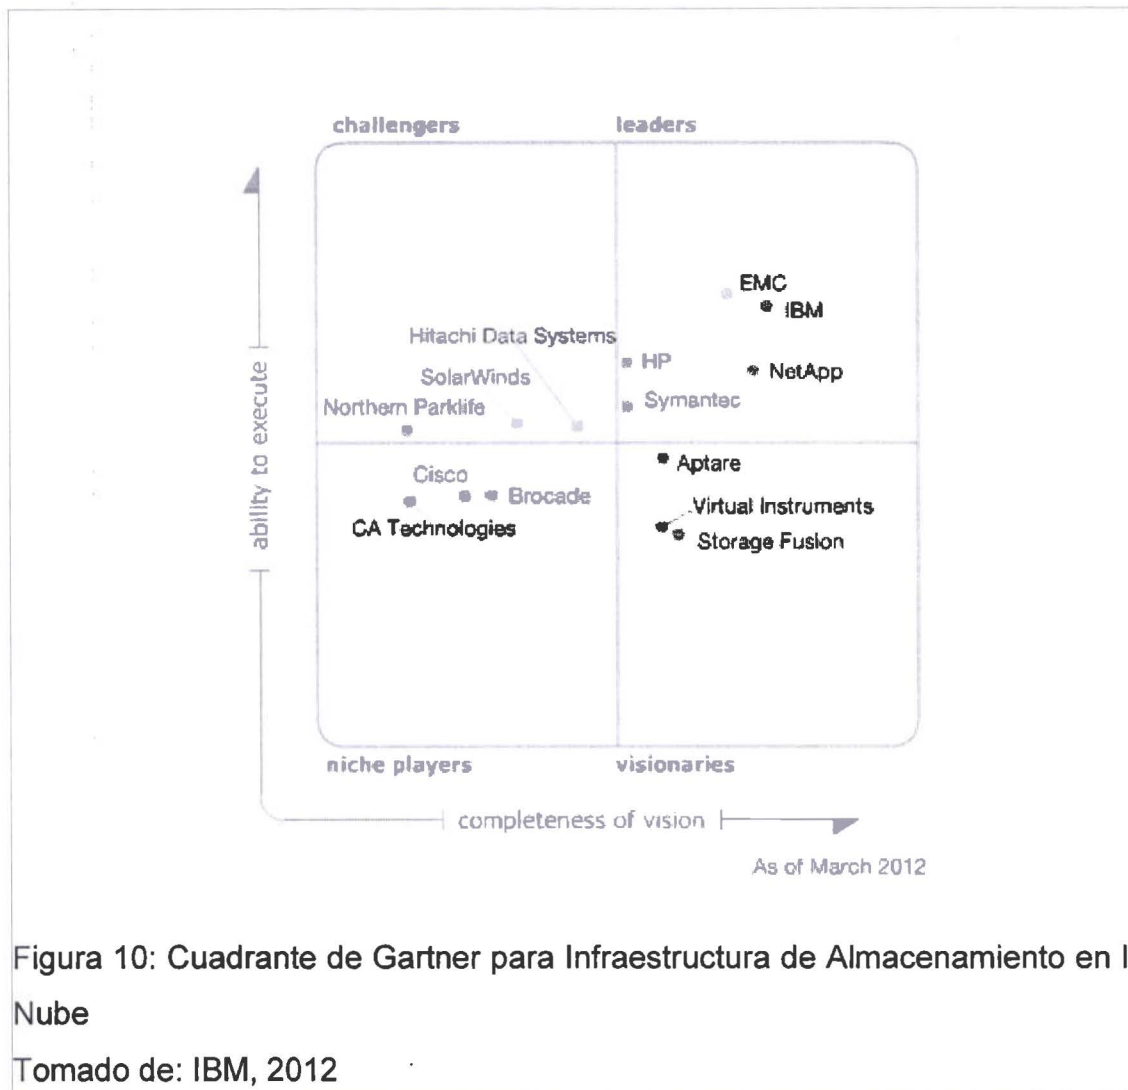 challengers
leaders
EMC
IBM
Hitachi Data Systems
HP
NetApp
SolarWinds
Symantec
Northern Parklife
ability to execute
Aptare
Cisco
Brocade
Virtual Instruments
CA Technologies
Storage Fusion
niche players
visionaries
completeness of vision
As of March 2012
Figura 10: Cuadrante de Gartner para Infraestructura de Almacenamiento en
Nube
Tomado de: IBM, 2012